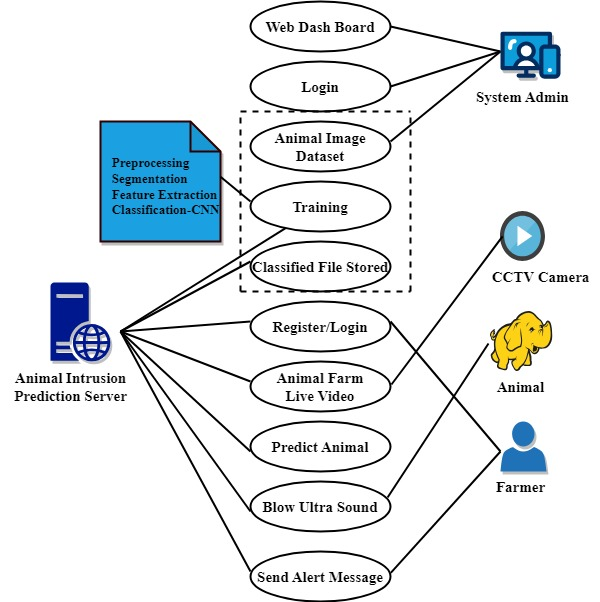 Web Dash Board
Login
System Admin
Animal Image
Dataset
Preprocessing
Segmentation
Feature Extraction
Classification-CNN
Training
Classified File Stored
CCTV Camera
Register/Login
Animal Intrusion
Prediction Server
Animal Farm
Live Video
Animal
Predict Animal
Farmer
Blow Ultra Sound
Send Alert Message